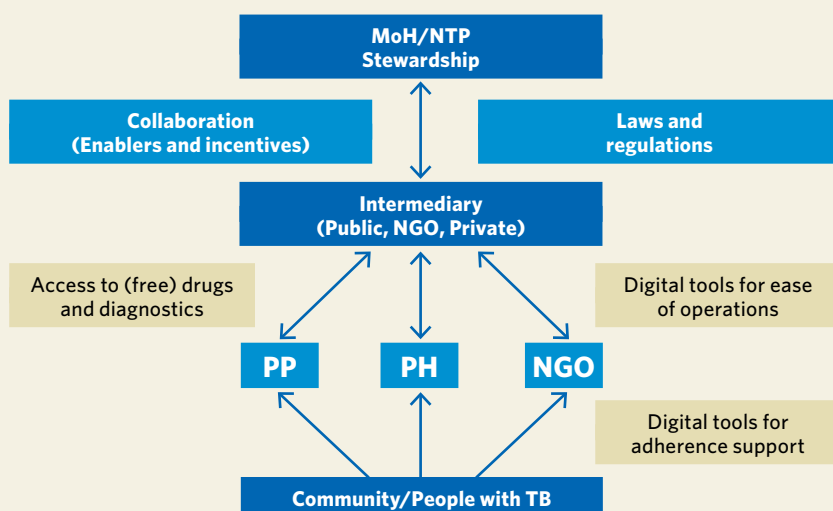 MoH/NTP
Stewardship
Collaboration
(Enablers and incentives)
Laws and
regulations
Intermediary
(Public, NGO, Private)
Access to (free) drugs
and diagnostics
Digital tools for ease
of operations
PP
PH
NGO
Digital tools for
adherence support
Community/People with TB